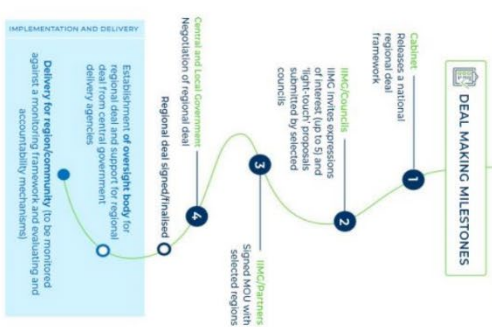 DEAL MAKING MILESTONES
1
Cabinet
Releases a national
regional deal
framework
2
IIMG/Councils
IIMG Invites expressions
of interest (up to 5) and
'light-touch' proposals
submitted by selected
councils
3
IIMG/Partners
Signed MOU with
selected regions
4
Central and Local Government
Negotiation of regional deal
Regional deal signed/finalised
Establishment of oversight body for
regional deal and support for regional
deal from central government
delivery agencies
Delivery for region/community (to be monitored
against a monitoring framework and evaluating and
accountability mechanisms)
IMPLEMENTATION AND DELIVERY